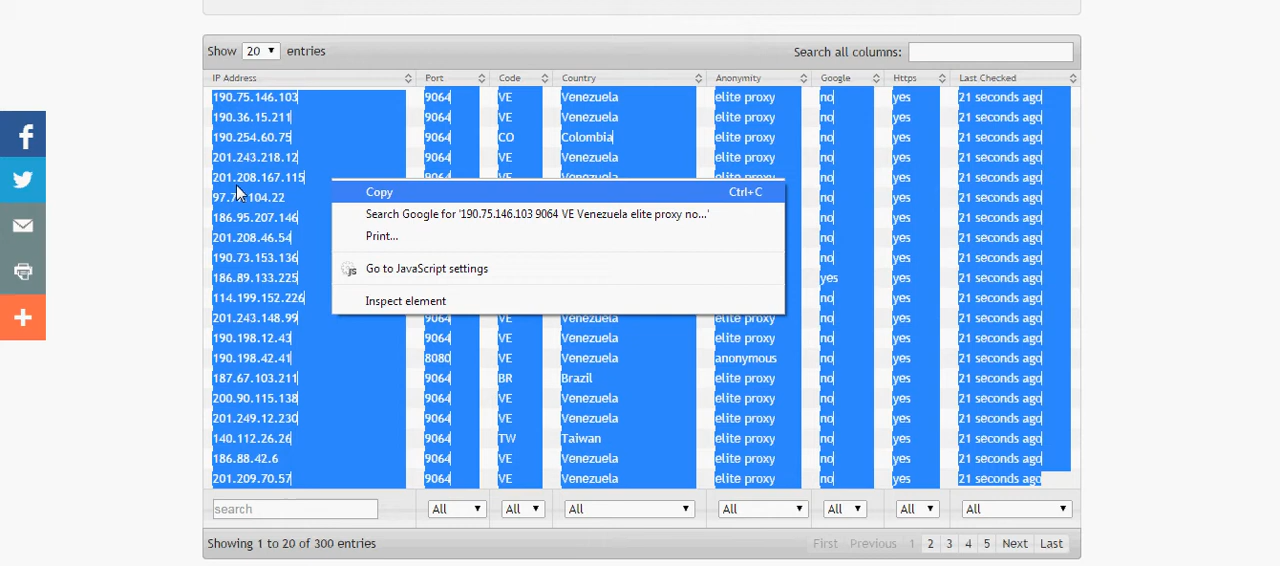 Show 20 entries Search all columns:
IP Address Port Code Country Anonymity Google Https Last Checked
190.75.146.103 9064 VE Venezuela elite proxy no yes 21 seconds ago
190.36.15.211 9064 VE Venezuela elite proxy no yes 21 seconds ago
190.254.60.75 9064 CO Colombia elite proxy no yes 21 seconds ago
201.243.218.12 9064 VE Venezuela elite proxy no yes 21 seconds ago
201.208.167.115 9064 VE Venezuela elite proxy no yes 21 seconds ago
Copy Ctrl+C
104.22 no yes 21 seconds ago
Search Google for '190.75.146.103 9064 VE Venezuela elite proxy no...'
186.95.207.146 no yes 21 seconds ago
Print...
201.208.46.54 no yes 21 seconds ago
190.73.153.136 no yes 21 seconds ago
Go to JavaScript settings
186.89.133.225 yes yes 21 seconds ago
Inspect element
114.199.152.226 no yes 21 seconds ago
201.243.148.99 9064 VE Venezuela elite proxy no yes 21 seconds ago
190.198.12.43 9064 VE Venezuela elite proxy no yes 21 seconds ago
190.198.42.41 8080 VE Venezuela anonymous no yes 21 seconds ago
187.67.103.211 9064 BR Brazil elite proxy no yes 21 seconds ago
200.90.115.138 9064 VE Venezuela elite proxy no yes 21 seconds ago
201.249.12.230 9064 VE Venezuela elite proxy no yes 21 seconds ago
140.112.26.26 9064 TW Taiwan elite proxy no yes 21 seconds ago
186.88.42.6 9064 VE Venezuela elite proxy no yes 21 seconds ago
201.209.70.57 9064 VE Venezuela elite proxy no yes 21 seconds ago
search All All All All All All All
Showing 1 to 20 of 300 entries First Previous 1 2 3 4 5 Next Last